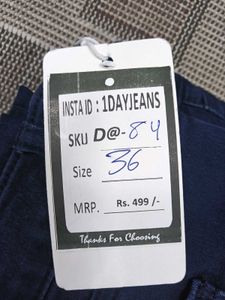 INSTA ID : 1DAYJEANS
SKU D@-84
Size 36
MRP. Rs. 499 /-
Thanks For Choosing